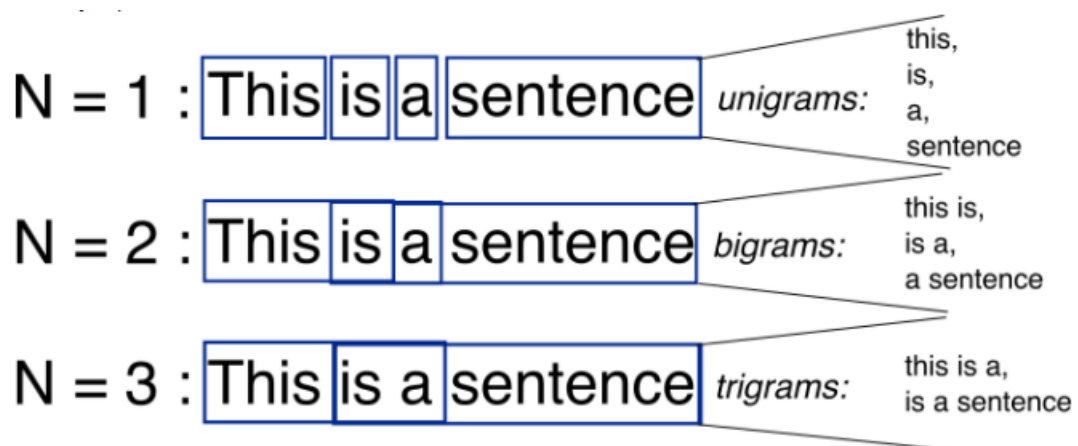 N = 1 : This is a sentence unigrams:
this,
is,
a,
sentence
N = 2 : This is a sentence bigrams:
this is,
is a,
a sentence
N = 3 : This is a sentence trigrams:
this is a,
is a sentence